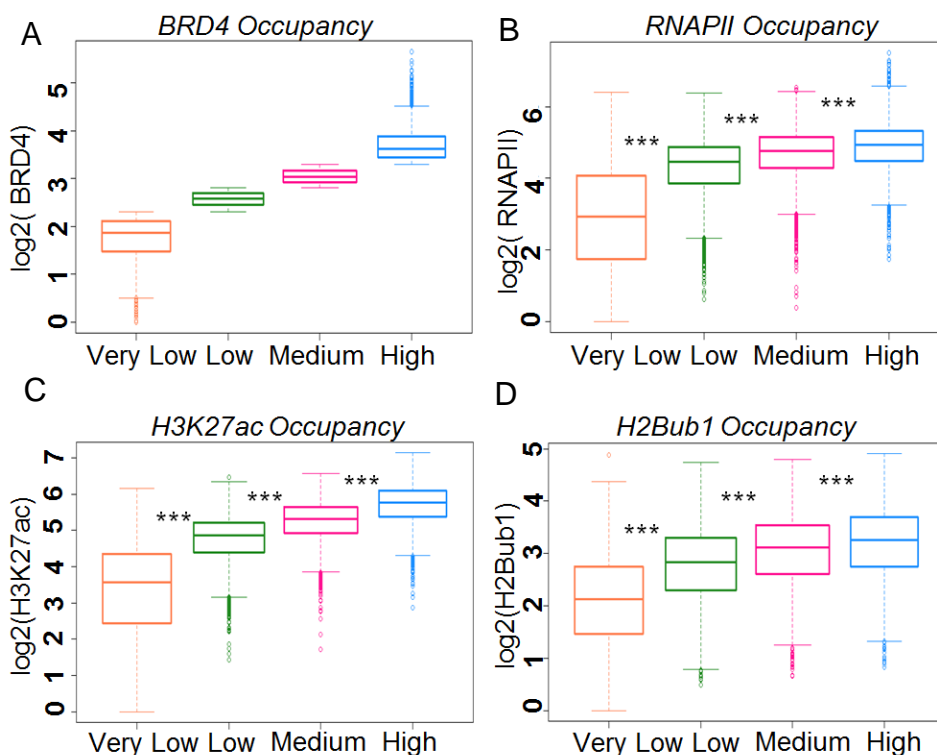 A
BRD4 Occupancy
log2( BRD4)
0 1 2 3 4 5
Very Low Low Medium High
B
RNAPII Occupancy
log2( RNAPII)
0 2 4 6
*** *** ***
Very Low Low Medium High
C
H3K27ac Occupancy
log2(H3K27ac)
0 1 2 3 4 5 6 7
*** *** ***
Very Low Low Medium High
D
H2Bub1 Occupancy
log2(H2Bub1)
0 1 2 3 4 5
*** *** ***
Very Low Low Medium High